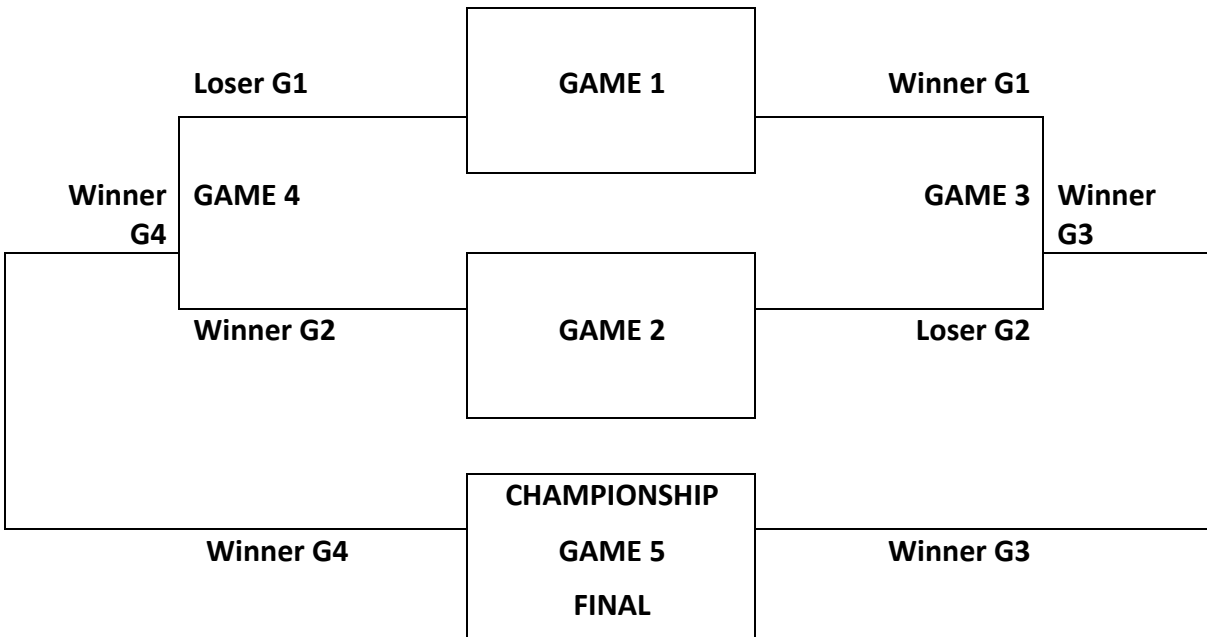 Loser G1
GAME 1
Winner G1
Winner
G4
GAME 4
GAME 3
Winner
G3
Winner G2
GAME 2
Loser G2
CHAMPIONSHIP
Winner G4
GAME 5
Winner G3
FINAL